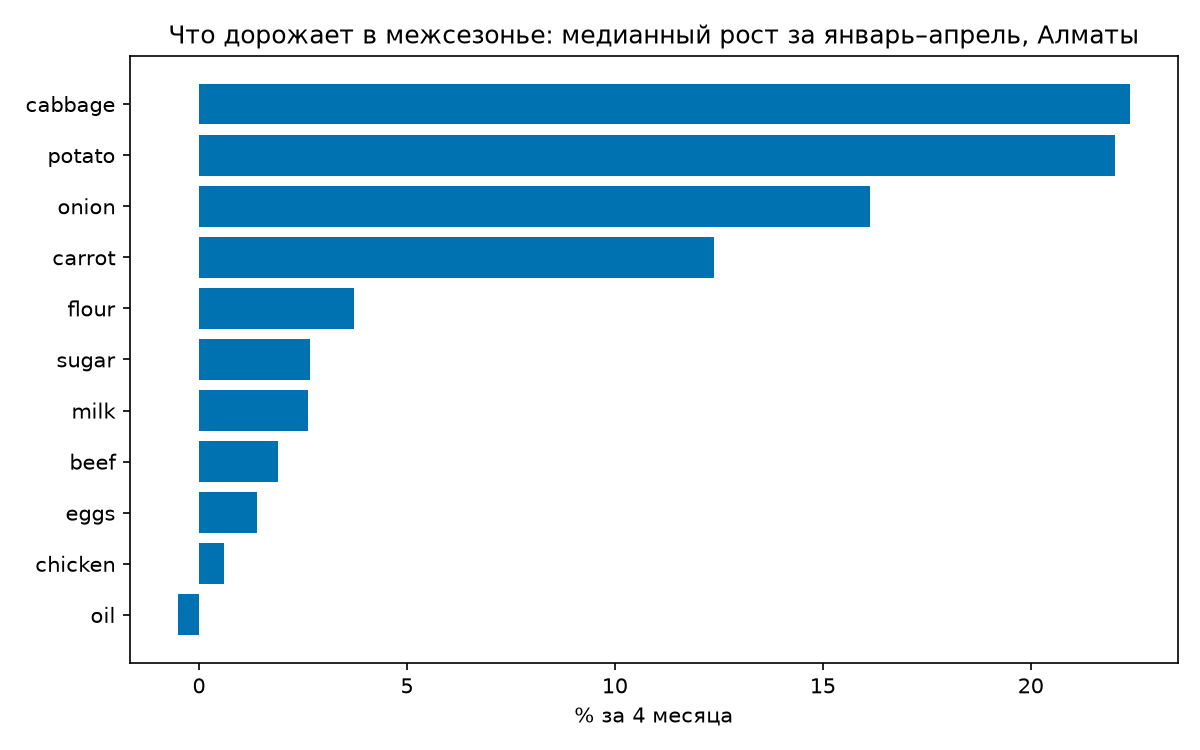 Что дорожает в межсезонье: медианный рост за январь–апрель, Алматы
cabbage
potato
onion
carrot
flour
sugar
milk
beef
eggs
chicken
oil
0 5 10 15 20
% за 4 месяца